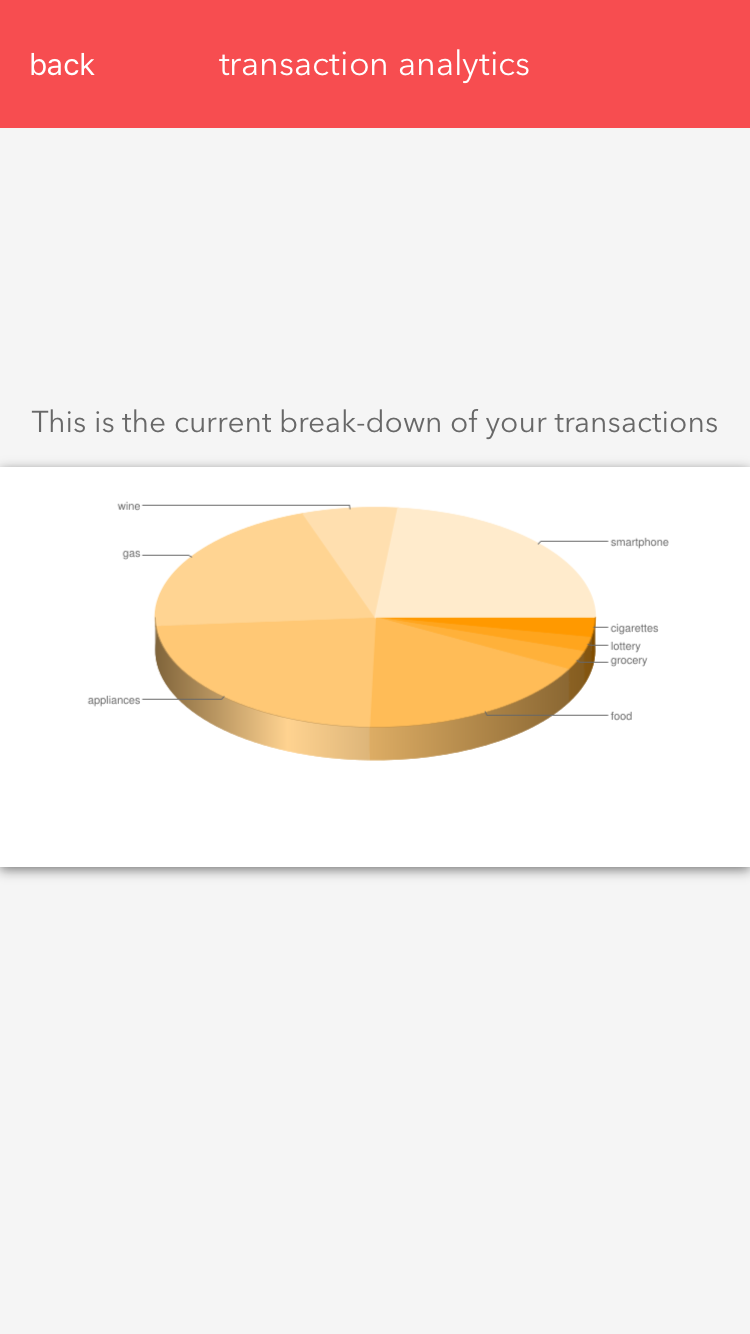 back
transaction analytics
This is the current break-down of your transactions
wine
smartphone
gas
cigarettes
lottery
grocery
appliances
food